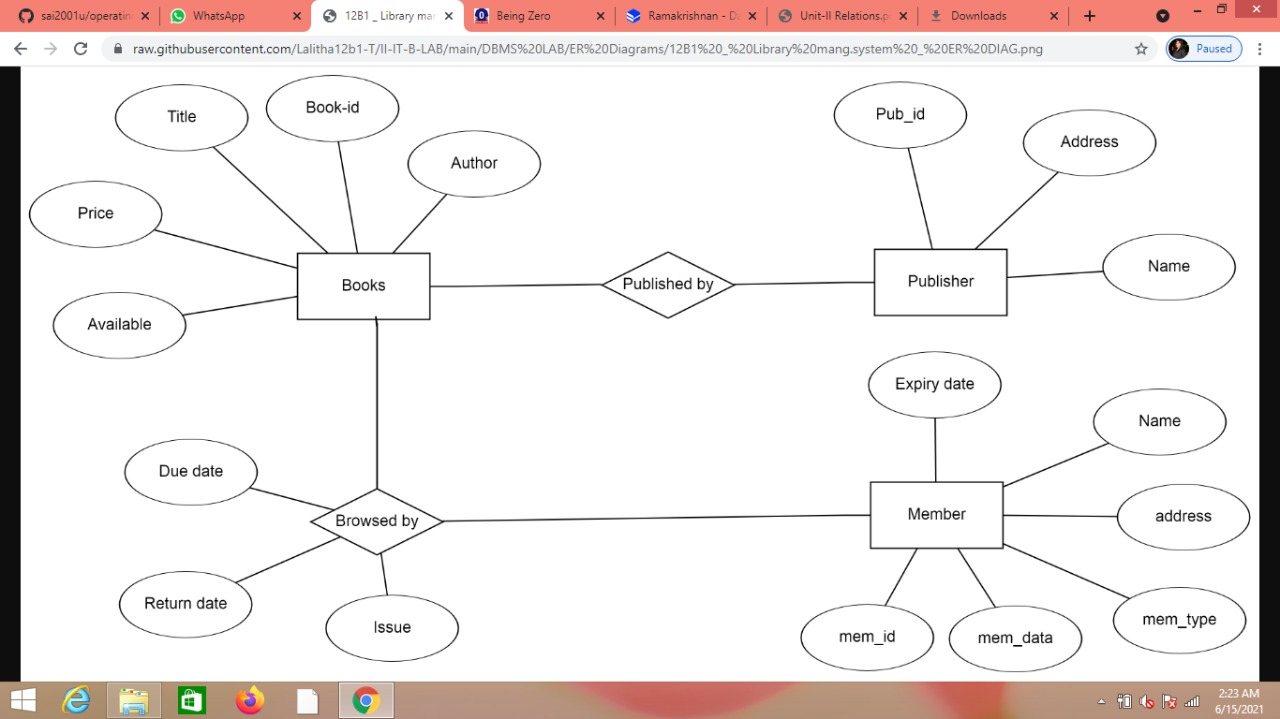 sai2001u/operatin
WhatsApp
12B1 _ Library mar
Being Zero
Ramakrishnan - Da
Unit-II Relations.p
Downloads
raw.githubusercontent.com/Lalitha12b1-T/II-IT-B-LAB/main/DBMS%20LAB/ER%20Diagrams/12B1%20_%20Library%20mang.system%20_%20ER%20DIAG.png
Paused
Title
Book-id
Author
Price
Available
Books
Published by
Pub_id
Address
Publisher
Name
Expiry date
Name
Due date
Browsed by
Member
address
Return date
Issue
mem_id
mem_data
mem_type
2:23 AM
6/15/2021